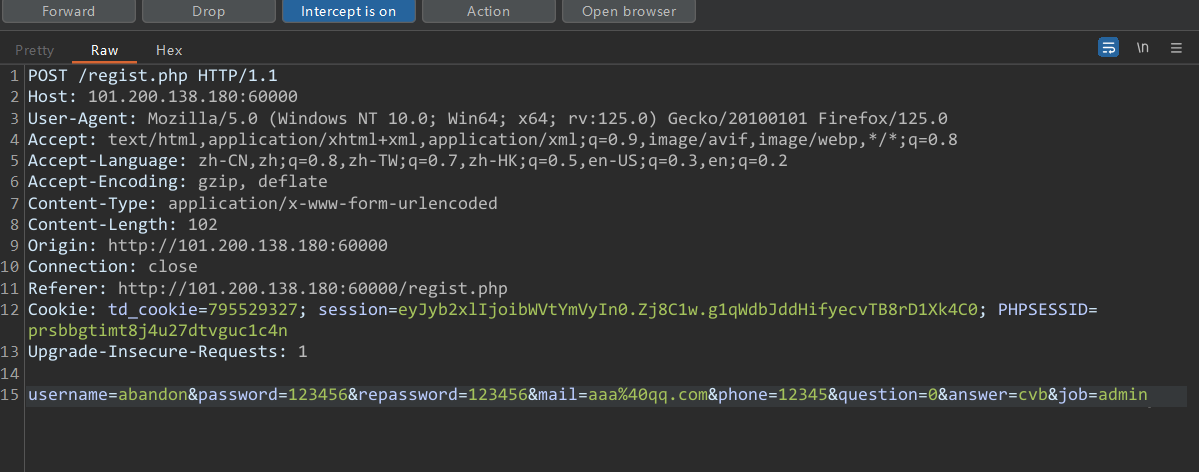 Forward Drop Intercept is on Action Open browser
Pretty Raw Hex \n
1 POST /regist.php HTTP/1.1
2 Host: 101.200.138.180:60000
3 User-Agent: Mozilla/5.0 (Windows NT 10.0; Win64; x64; rv:125.0) Gecko/20100101 Firefox/125.0
4 Accept: text/html,application/xhtml+xml,application/xml;q=0.9,image/avif,image/webp,*/*;q=0.8
5 Accept-Language: zh-CN,zh;q=0.8,zh-TW;q=0.7,zh-HK;q=0.5,en-US;q=0.3,en;q=0.2
6 Accept-Encoding: gzip, deflate
7 Content-Type: application/x-www-form-urlencoded
8 Content-Length: 102
9 Origin: http://101.200.138.180:60000
10 Connection: close
11 Referer: http://101.200.138.180:60000/regist.php
12 Cookie: td_cookie=795529327; session=eyJyb2xlIjoibWVtYmVyIn0.Zj8C1w.g1qWdbJddHifyecvTB8rD1Xk4C0; PHPSESSID=
prsbbgtimt8j4u27dtvguc1c4n
13 Upgrade-Insecure-Requests: 1
14
15 username=abandon&password=123456&repassword=123456&mail=aaa%40qq.com&phone=12345&question=0&answer=cvb&job=admin